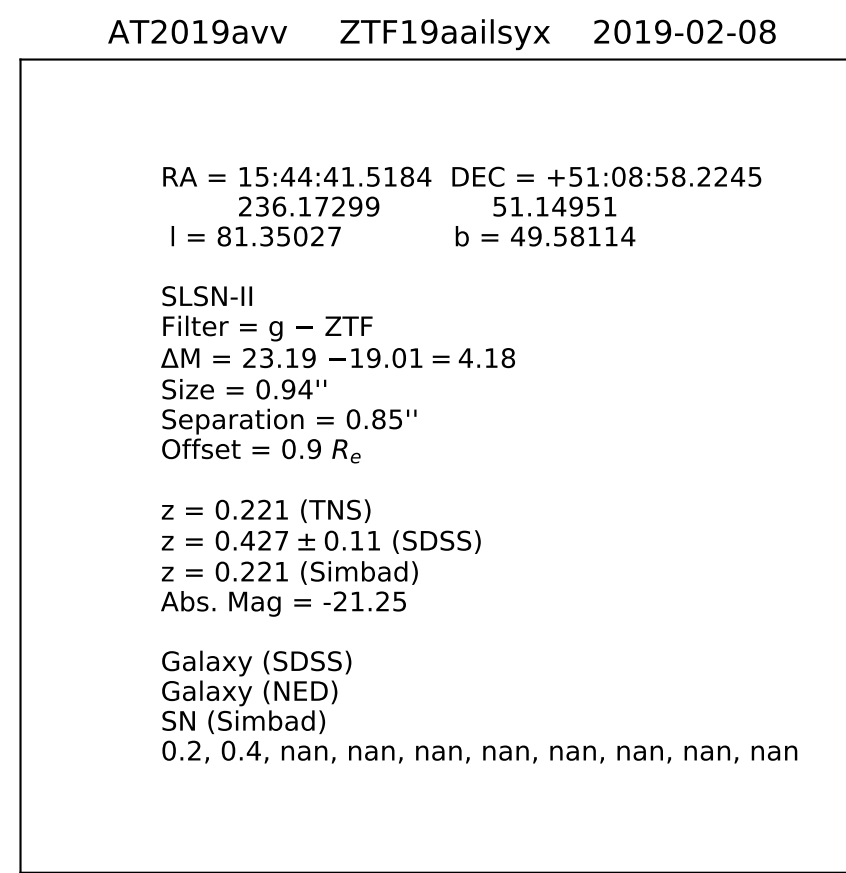 AT2019avv ZTF19aailsyx 2019-02-08
RA = 15:44:41.5184 DEC = +51:08:58.2245
236.17299 51.14951
l = 81.35027 b = 49.58114
SLSN-II
Filter = g − ZTF
ΔM = 23.19 −19.01 = 4.18
Size = 0.94''
Separation = 0.85''
Offset = 0.9 Rₑ
z = 0.221 (TNS)
z = 0.427 ± 0.11 (SDSS)
z = 0.221 (Simbad)
Abs. Mag = -21.25
Galaxy (SDSS)
Galaxy (NED)
SN (Simbad)
0.2, 0.4, nan, nan, nan, nan, nan, nan, nan, nan